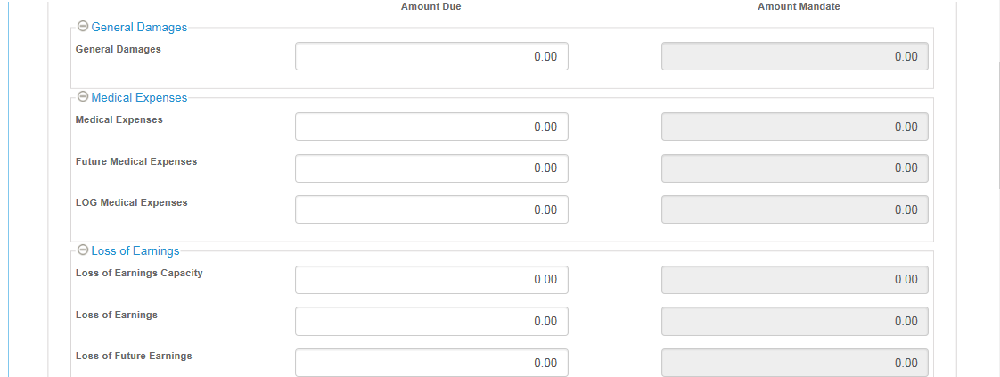 Amount Due Amount Mandate
General Damages
General Damages 0.00 0.00
Medical Expenses
Medical Expenses 0.00 0.00
Future Medical Expenses 0.00 0.00
LOG Medical Expenses 0.00 0.00
Loss of Earnings
Loss of Earnings Capacity 0.00 0.00
Loss of Earnings 0.00 0.00
Loss of Future Earnings 0.00 0.00